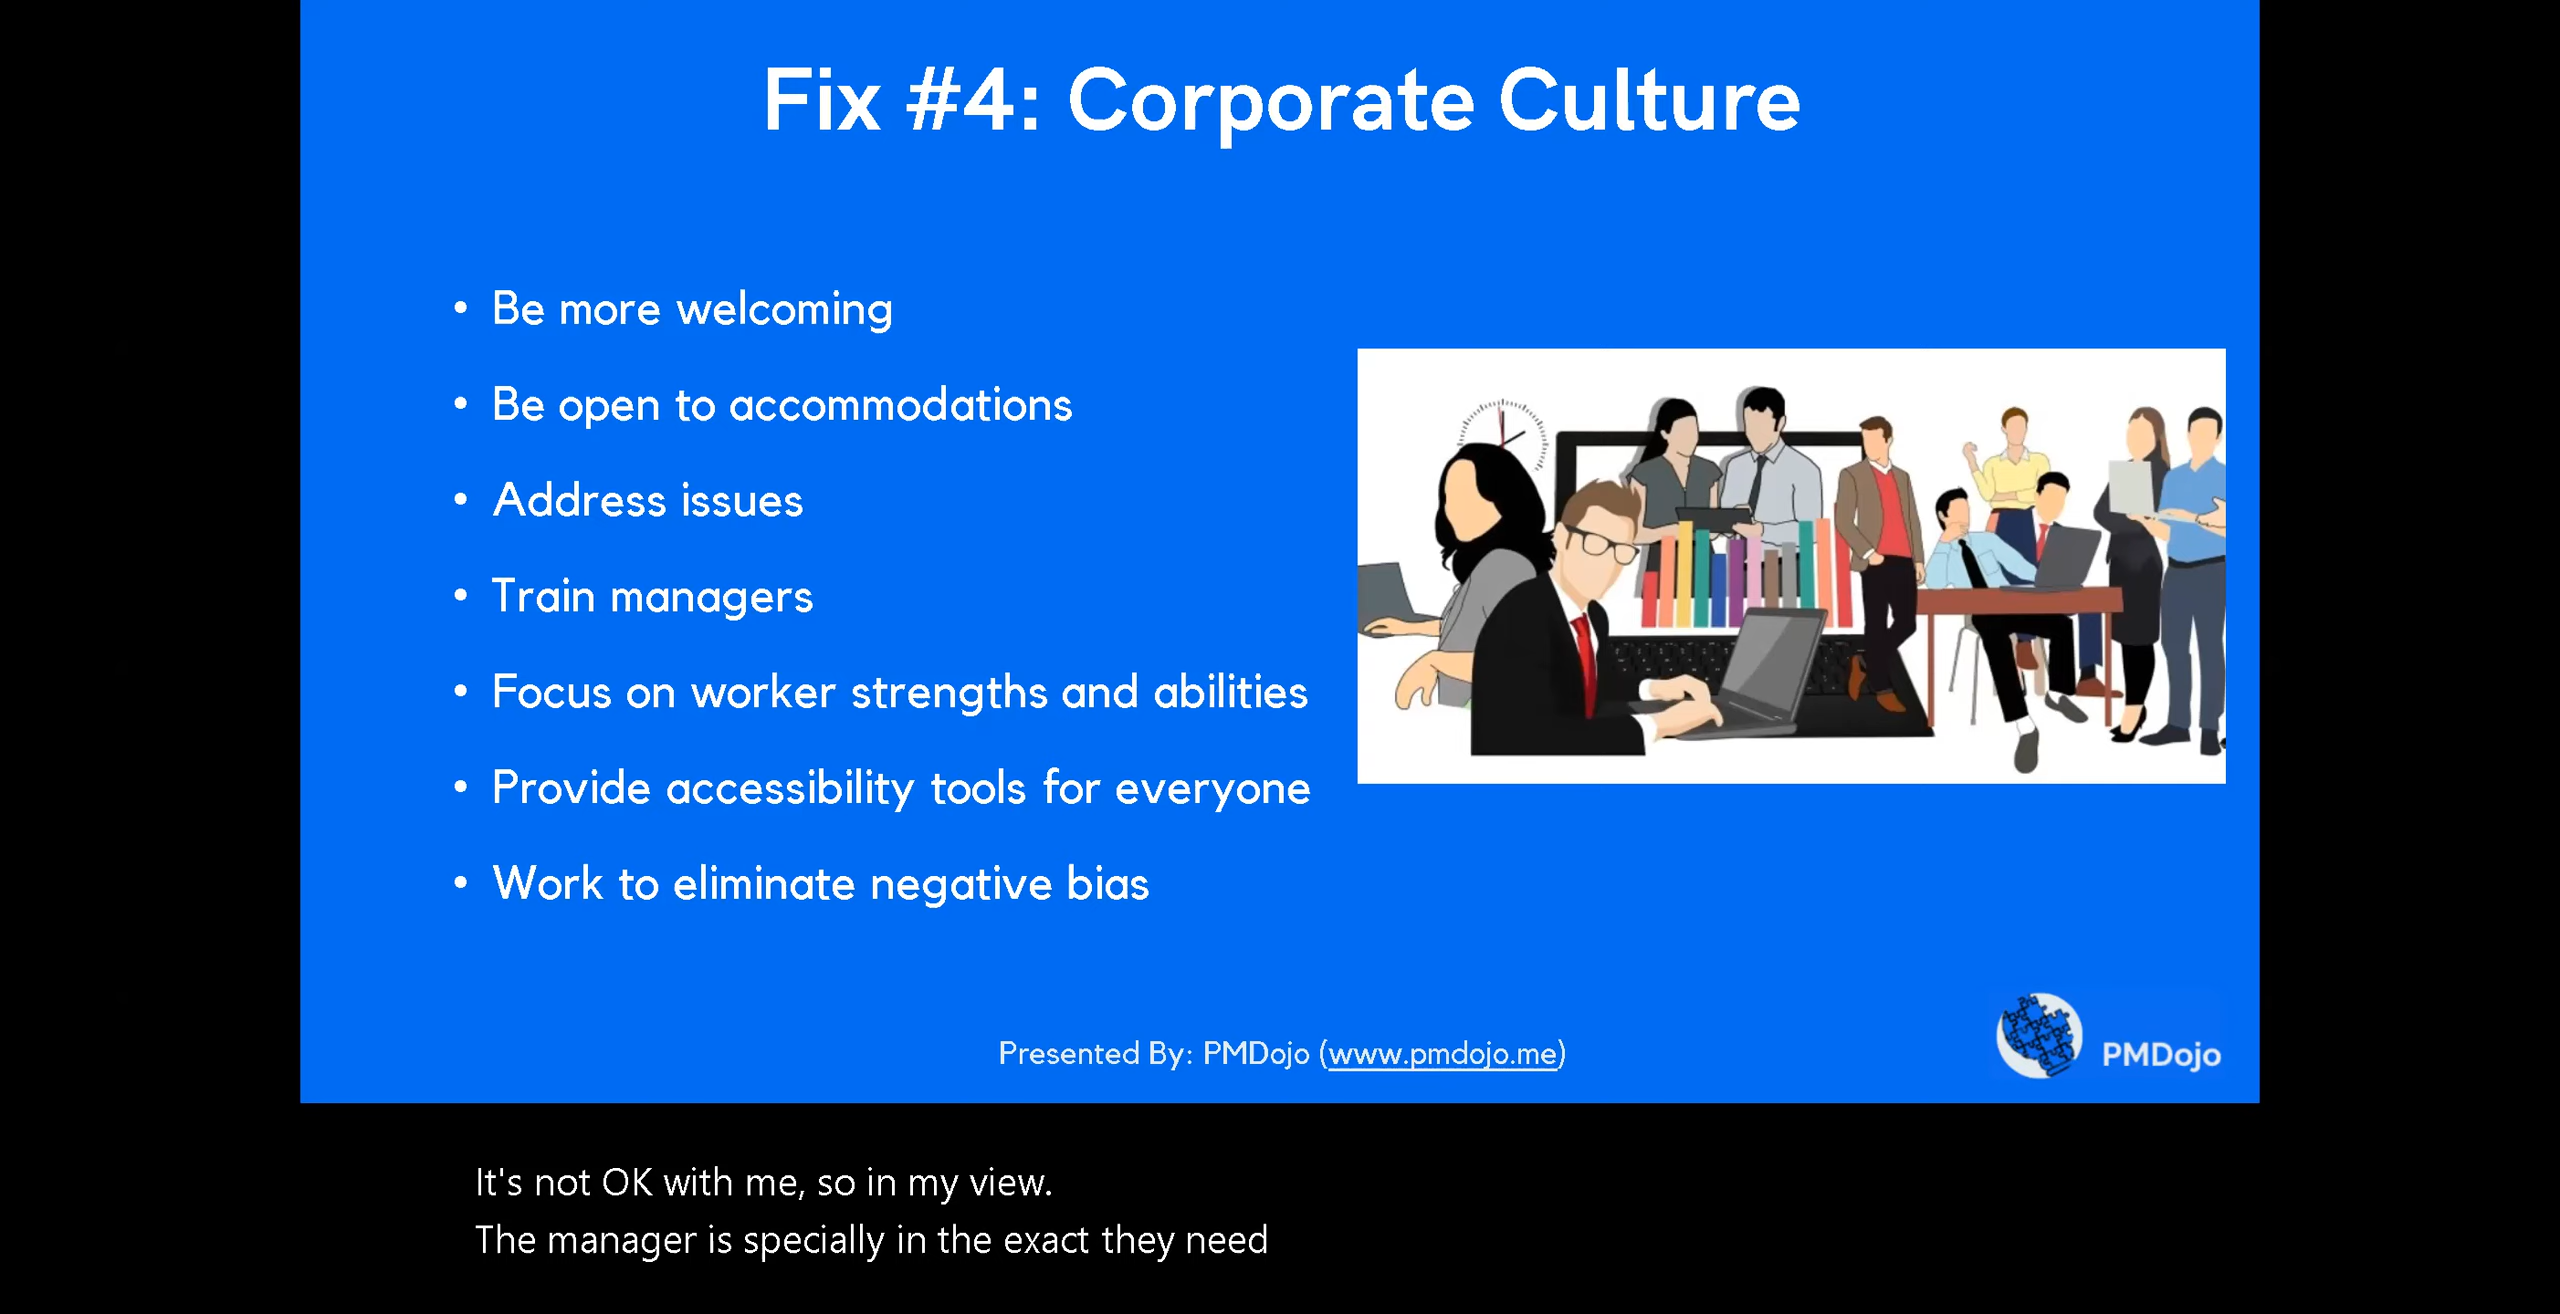 Fix #4: Corporate Culture
• Be more welcoming
• Be open to accommodations
• Address issues
• Train managers
• Focus on worker strengths and abilities
• Provide accessibility tools for everyone
• Work to eliminate negative bias
Presented By: PMDojo (www.pmdojo.me)
PMDojo
It's not OK with me, so in my view.
The manager is specially in the exact they need